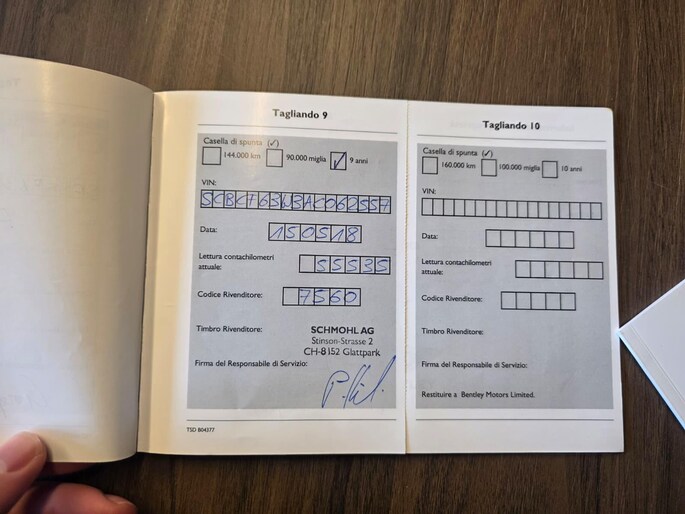 Tagliando 9
Casella di spunta (✓)
144.000 km 90.000 miglia ✓ 9 anni
VIN:
SCBCF63W3AC062557
Data: 150518
Lettura contachilometri
attuale: 55535
Codice Rivenditore: 7560
Timbro Rivenditore: SCHMOHL AG
Stinson-Strasse 2
CH-8152 Glattpark
Firma del Responsabile di Servizio:
TSD B04377
Tagliando 10
Casella di spunta (✓)
160.000 km 100.000 miglia 10 anni
VIN:
Data:
Lettura contachilometri
attuale:
Codice Rivenditore:
Timbro Rivenditore:
Firma del Responsabile di Servizio:
Restituire a Bentley Motors Limited.